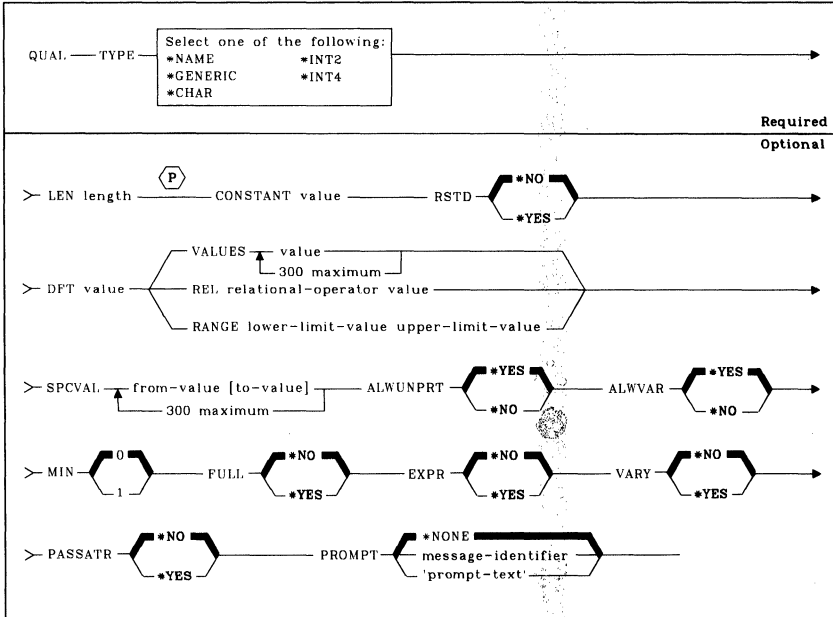 Select one of the following:
QUAL TYPE *NAME *INT2
*GENERIC *INT4
*CHAR
Required
Optional
P
LEN length CONSTANT value RSTD *NO
*YES
VALUES value
300 maximum
DFT value REL relational-operator value
RANGE lower-limit-value upper-limit-value
SPCVAL from-value [to-value] ALWUNPRT *YES ALWVAR *YES
300 maximum *NO *NO
MIN 0 FULL *NO EXPR *NO VARY *NO
1 *YES *YES *YES
PASSATR *NO PROMPT *NONE
*YES message-identifier
'prompt-text'